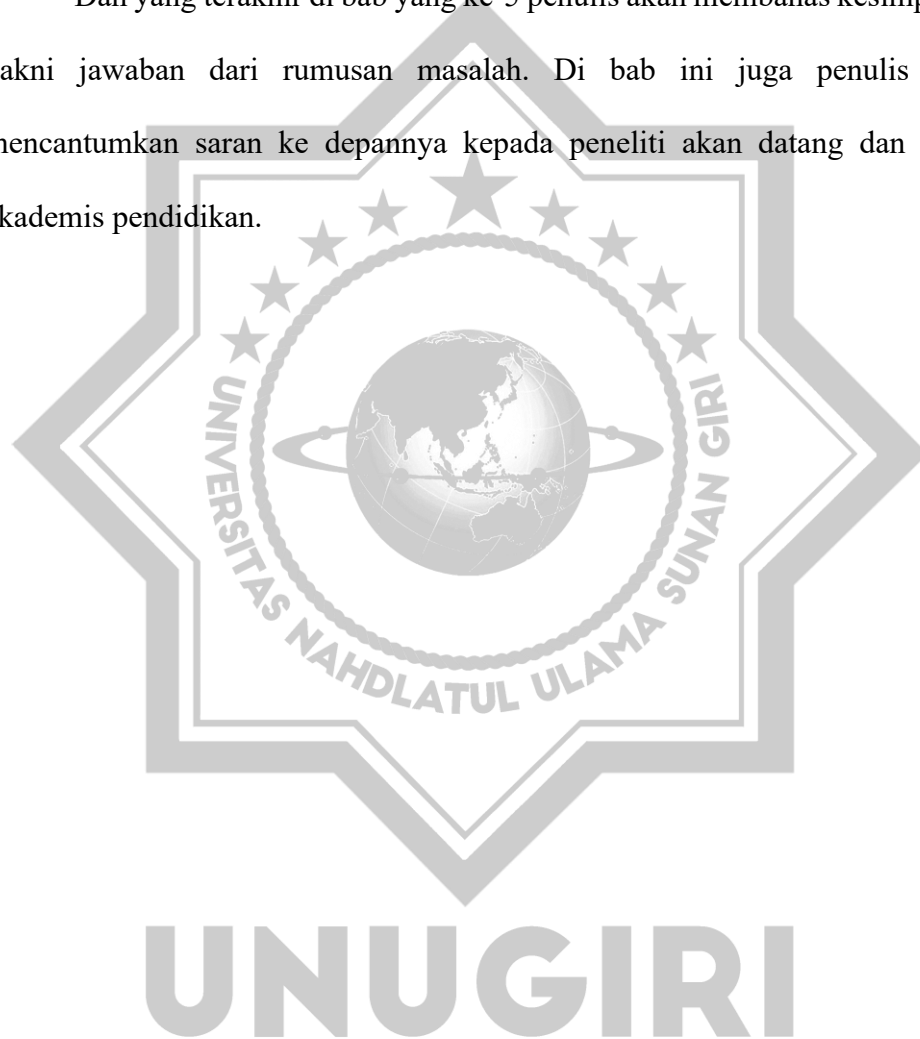 Dan yang terakhir di bab yang ke-5 penulis akan membahas
akni jawaban dari rumusan masalah. Di bab ini juga penulis
mencantumkan saran ke depannya kepada peneliti akan datang dan
kademis pendidikan.
UNIVERSITAS NAHDLATUL ULAMA SUNAN GIRI
UNUGIRI